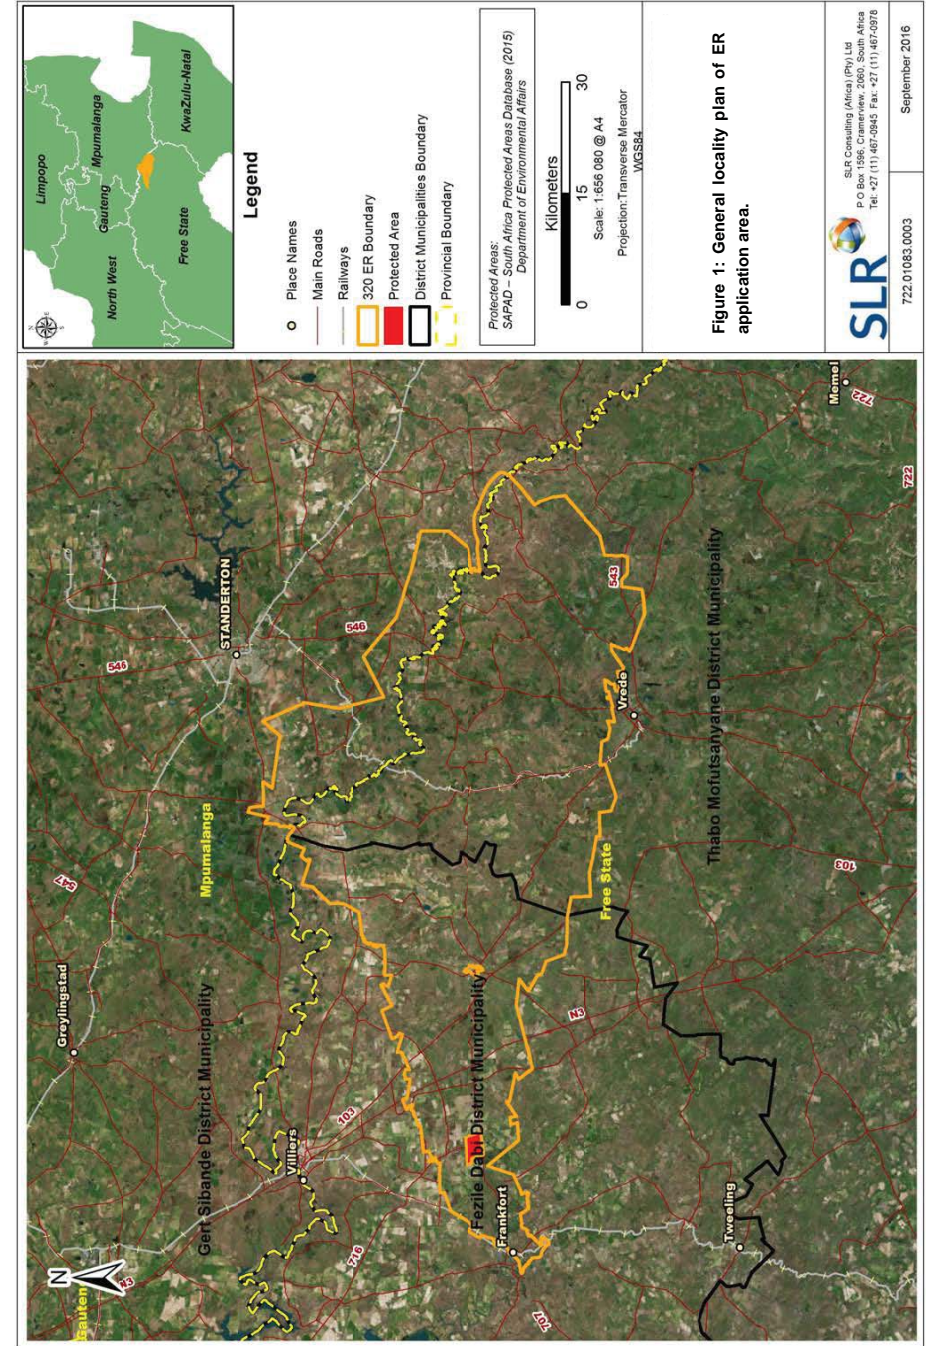 Gauteng
N
N3
Greylingstad
547
546
STANDERTON
546
Mpumalanga
Gert Sibande District Municipality
Villiers
103
716
Fezile Dabi District Municipality
Frankfort
707
N3
Free State
Vrede
543
Thabo Mofutsanyane District Municipality
103
Tweeling
Memel
722
722
N
E
S
Limpopo
Mpumalanga
Gauteng
North West
Free State
KwaZulu-Natal
Legend
Place Names
Main Roads
Railways
320 ER Boundary
Protected Area
District Municipalities Boundary
Provincial Boundary
Protected Areas:
SAPAD – South Africa Protected Areas Database (2015)
Department of Environmental Affairs
Kilometers
0 15 30
Scale: 1:656 080 @ A4
Projection:Transverse Mercator
WGS84
Figure 1: General locality plan of ER
application area.
SLR
SLR Consulting (Africa) (Pty) Ltd
P O Box 1596, Cramerview, 2060, South Africa
Tel: +27 (11) 467-0945 Fax: +27 (11) 467-0978
722.01083.0003
September 2016